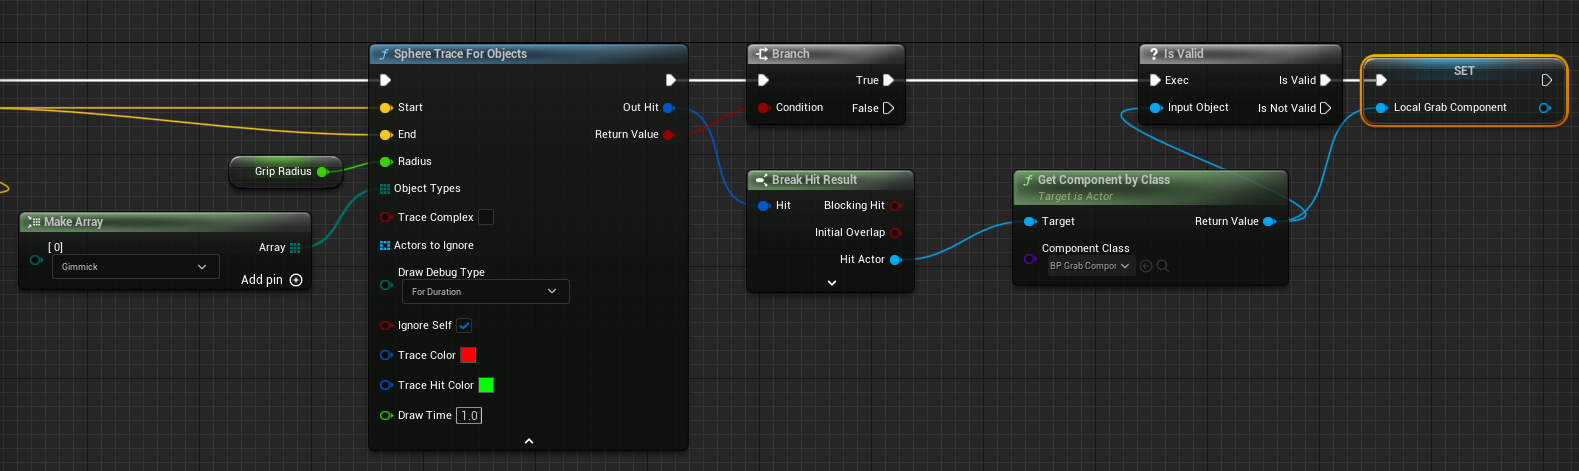 Sphere Trace For Objects
Start
End
Radius
Object Types
Trace Complex
Actors to Ignore
Draw Debug Type
For Duration
Ignore Self
Trace Color
Trace Hit Color
Draw Time 1.0
Out Hit
Return Value
Grip Radius
Make Array
[ 0]
Gimmick
Array
Add pin
Branch
True
Condition
False
Break Hit Result
Hit
Blocking Hit
Initial Overlap
Hit Actor
Get Component by Class
Target is Actor
Target
Return Value
Component Class
BP Grab Compor
? Is Valid
Exec
Is Valid
Input Object
Is Not Valid
SET
Local Grab Component